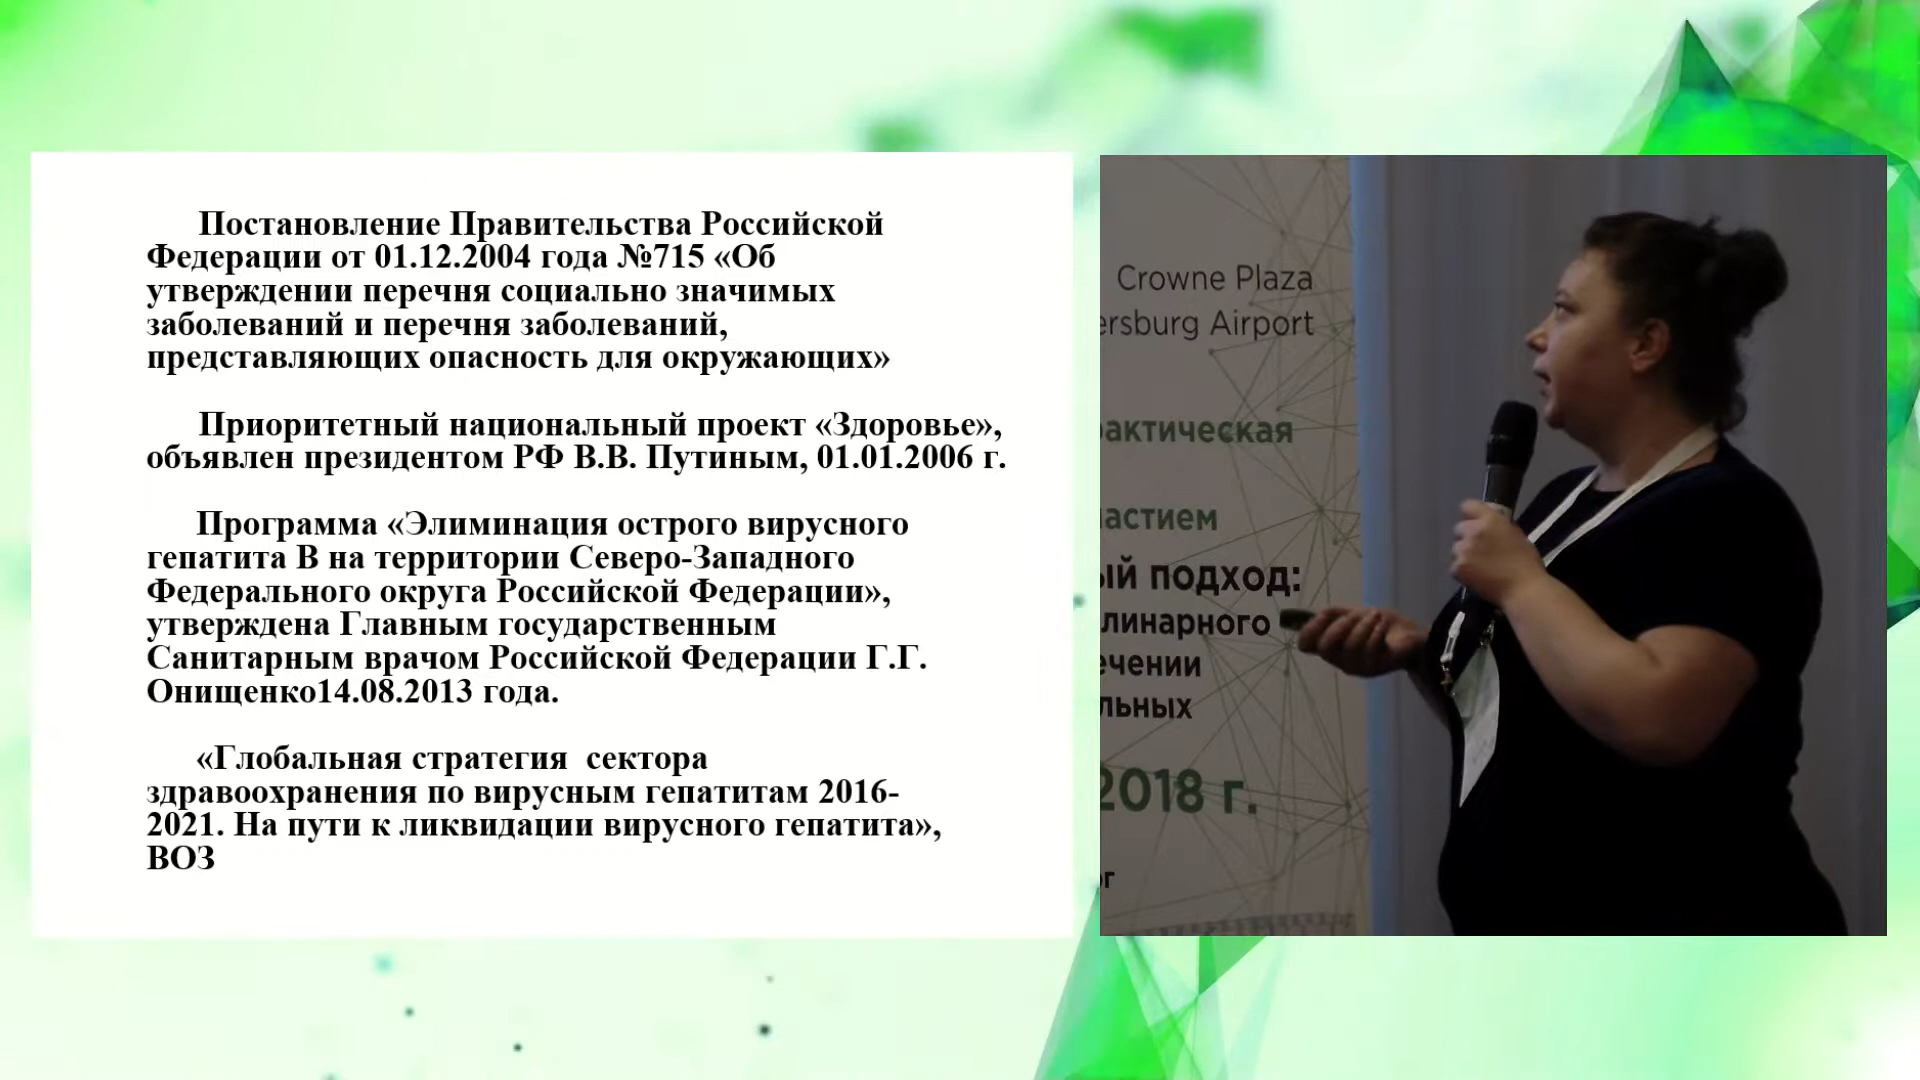 Постановление Правительства Российской
Федерации от 01.12.2004 года №715 «Об
утверждении перечня социально значимых
заболеваний и перечня заболеваний,
представляющих опасность для окружающих»
Приоритетный национальный проект «Здоровье»,
объявлен президентом РФ В.В. Путиным, 01.01.2006 г.
Программа «Элиминация острого вирусного
гепатита В на территории Северо-Западного
Федерального округа Российской Федерации»,
утверждена Главным государственным
Санитарным врачом Российской Федерации Г.Г.
Онищенко14.08.2013 года.
«Глобальная стратегия  сектора
здравоохранения по вирусным гепатитам 2016-
2021. На пути к ликвидации вирусного гепатита»,
ВОЗ
Crowne Plaza
ersburg Airport
актическая
астием
ый подход:
линарного
ечении
льных
2018 г.